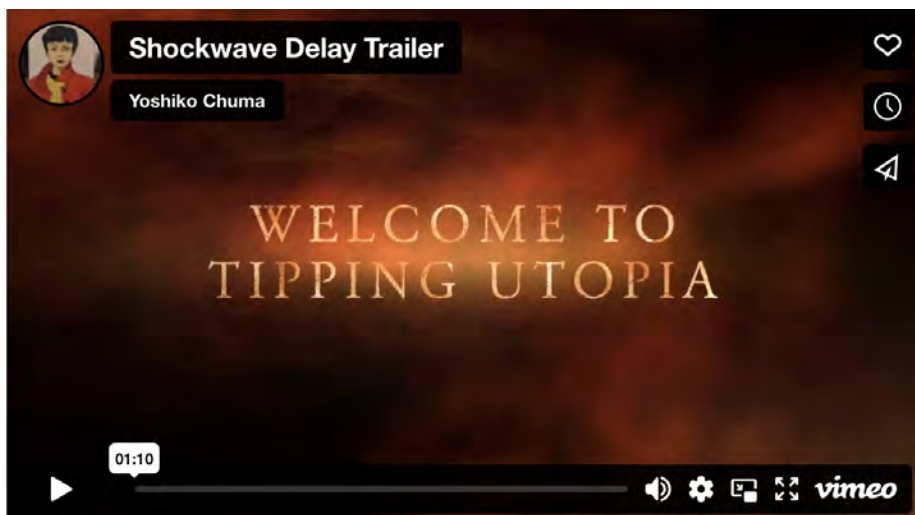 Shockwave Delay Trailer
Yoshiko Chuma
WELCOME TO
TIPPING UTOPIA
01:10
vimeo